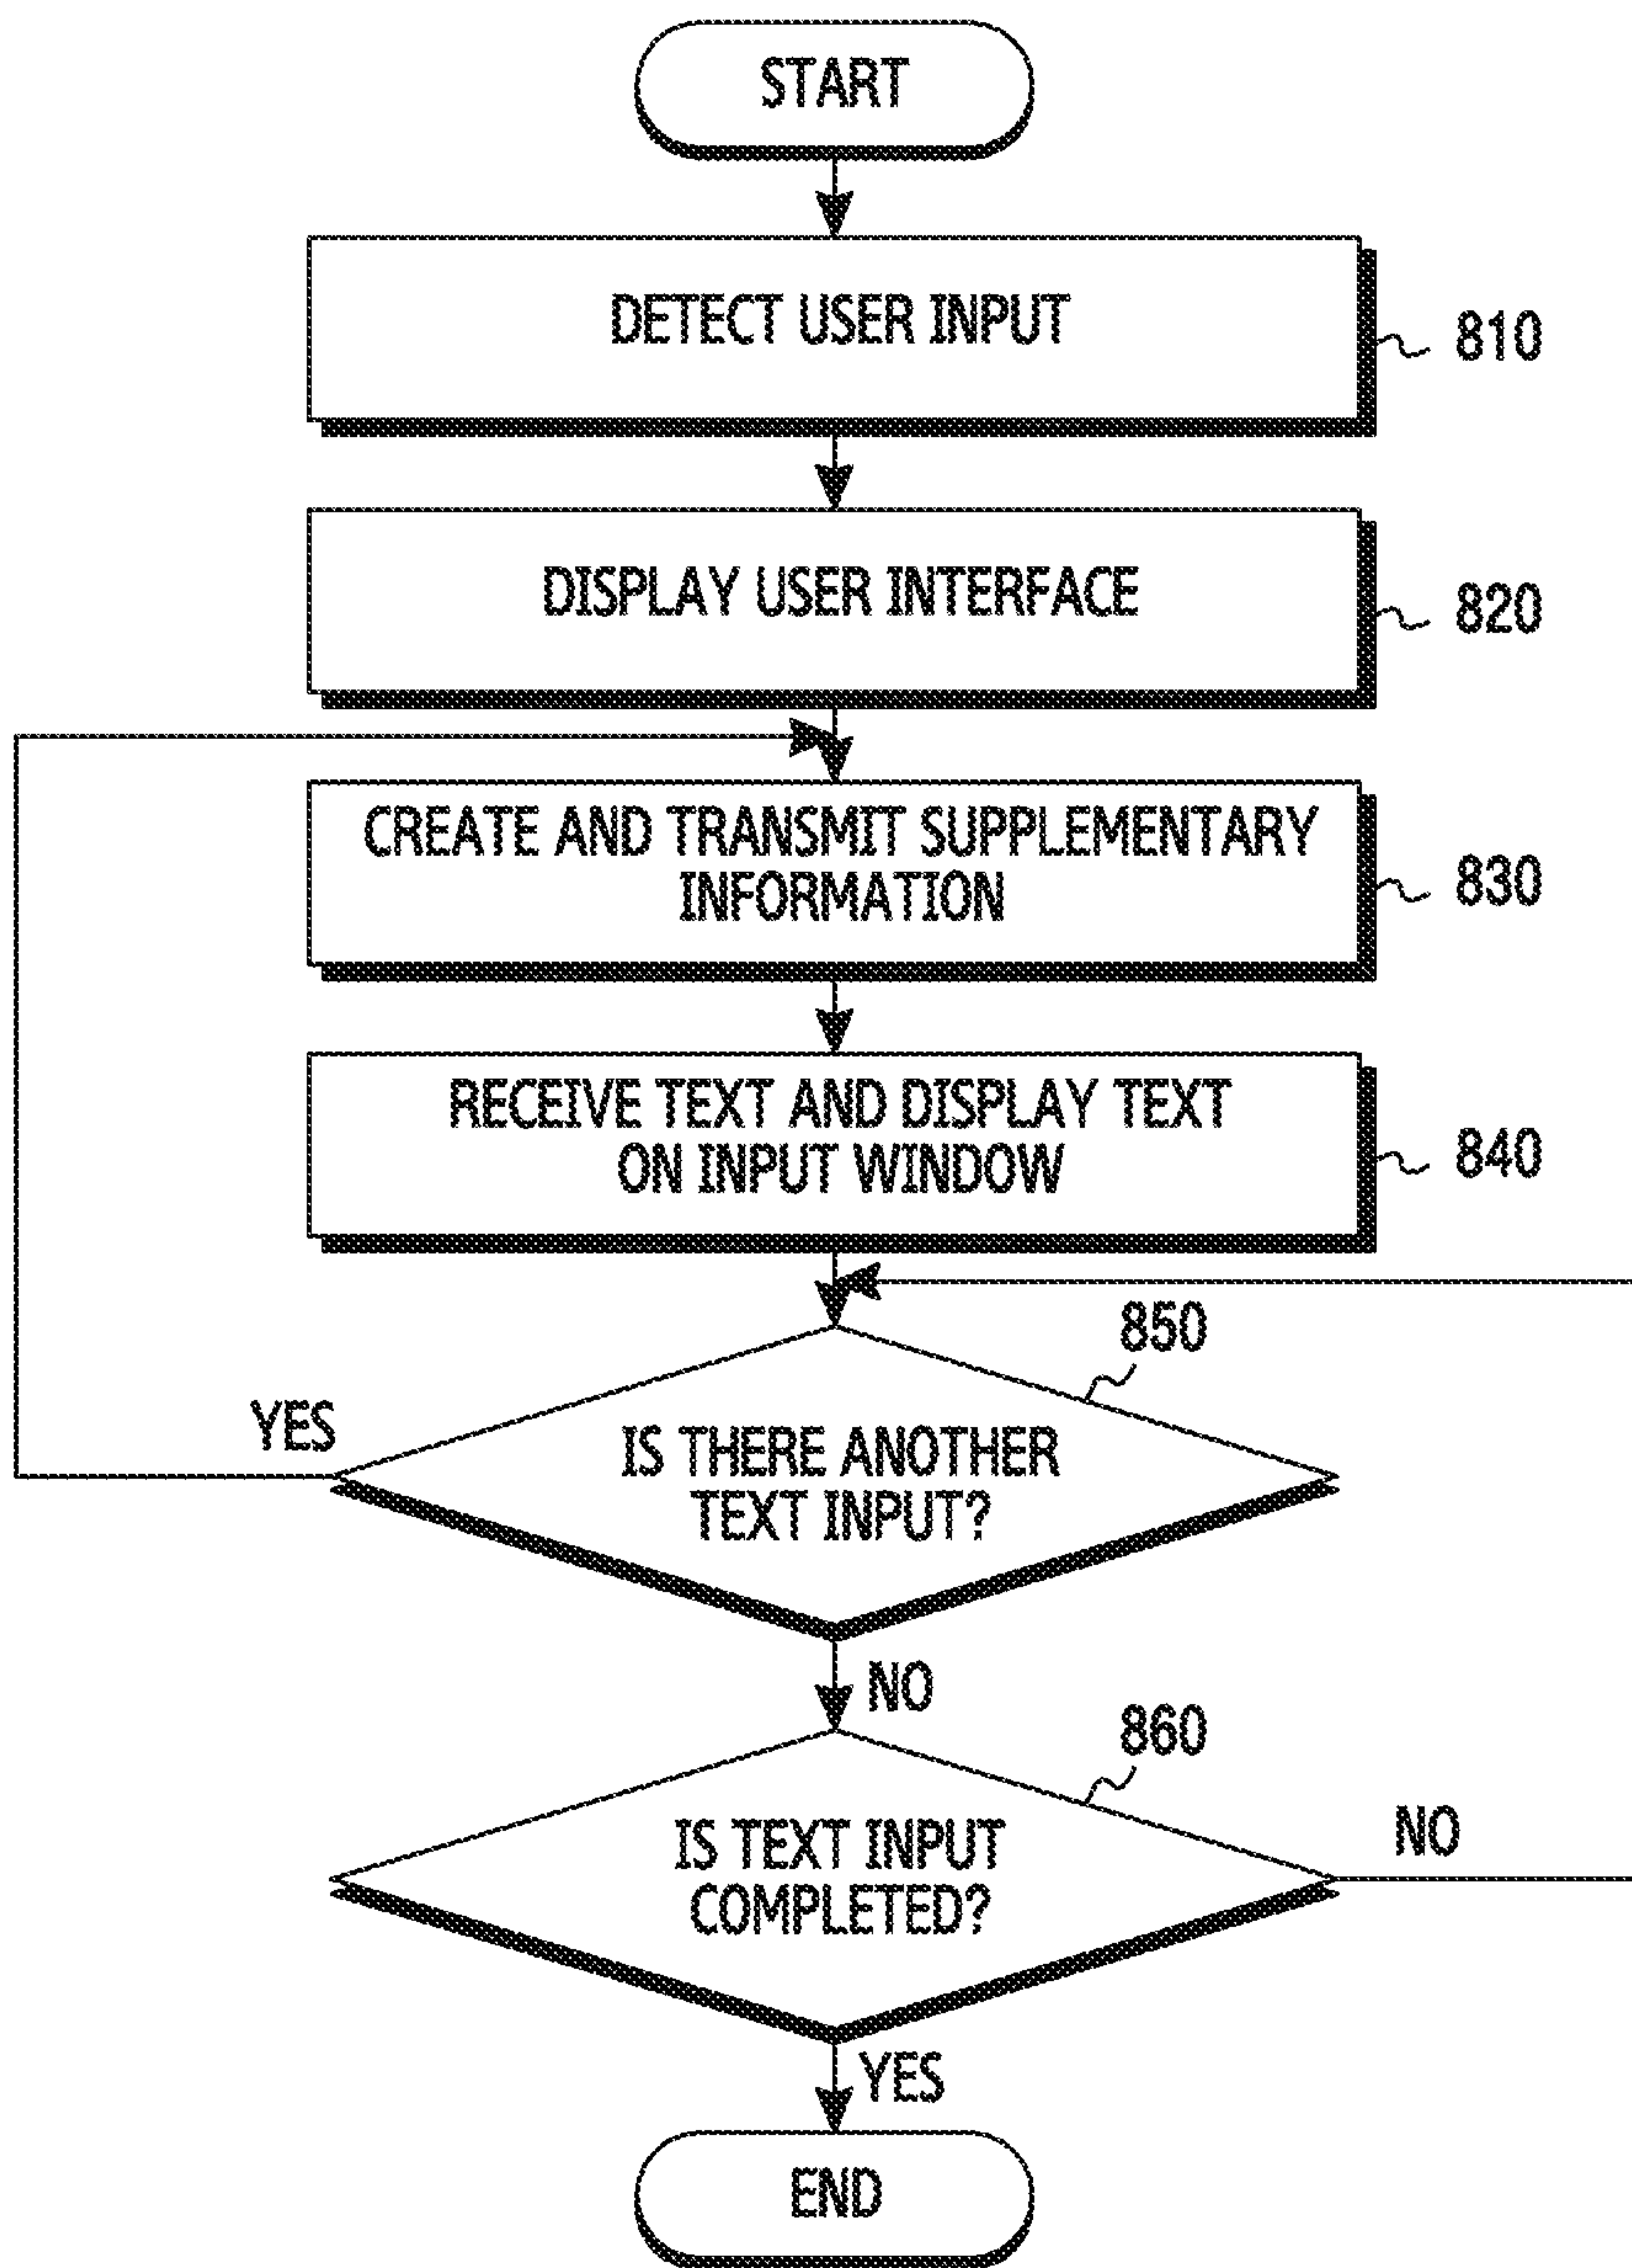 START
DETECT USER INPUT
810
DISPLAY USER INTERFACE
820
CREATE AND TRANSMIT SUPPLEMENTARY
INFORMATION
830
RECEIVE TEXT AND DISPLAY TEXT
ON INPUT WINDOW
840
850
YES
IS THERE ANOTHER
TEXT INPUT?
NO
860
IS TEXT INPUT
COMPLETED?
NO
YES
END